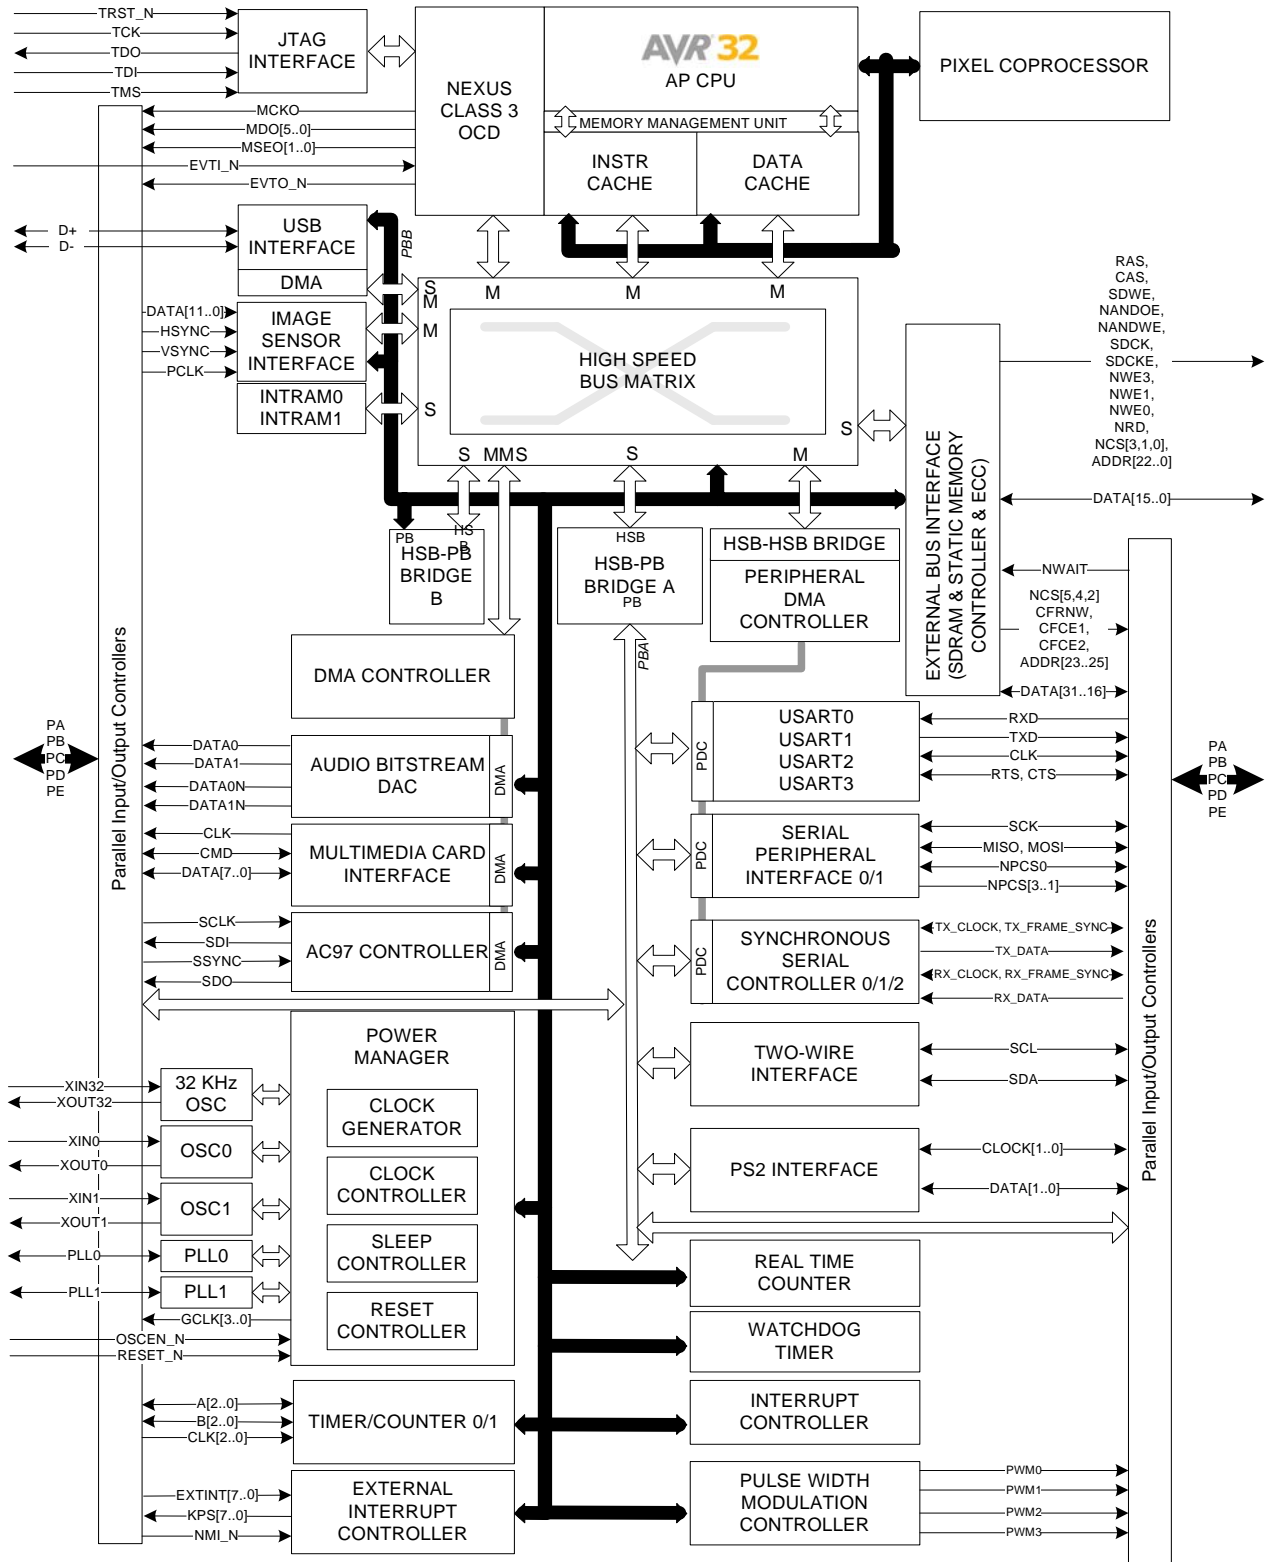 TRST_N
TCK
TDO
TDI
TMS
JTAG
INTERFACE
NEXUS
CLASS 3
OCD
AVR 32
AP CPU
PIXEL COPROCESSOR
MEMORY MANAGEMENT UNIT
INSTR
CACHE
DATA
CACHE
MCKO
MDO[5..0]
MSEO[1..0]
EVTI_N
EVTO_N
D+
D-
USB
INTERFACE
DMA
PBB
DATA[11..0]
HSYNC
VSYNC
PCLK
IMAGE
SENSOR
INTERFACE
INTRAM0
INTRAM1
S
M
M
S
M
M
M
HIGH SPEED
BUS MATRIX
S
S
MMS
S
M
RAS,
CAS,
SDWE,
NANDOE,
NANDWE,
SDCK,
SDCKE,
NWE3,
NWE1,
NWE0,
NRD,
NCS[3,1,0],
ADDR[22..0]
DATA[15..0]
EXTERNAL BUS INTERFACE
(SDRAM & STATIC MEMORY
CONTROLLER & ECC)
NWAIT
NCS[5,4,2]
CFRNW,
CFCE1,
CFCE2,
ADDR[23..25]
DATA[31..16]
PB
HS
B
HSB-PB
BRIDGE
B
HSB
HSB-PB
BRIDGE A
PB
HSB-HSB BRIDGE
PERIPHERAL
DMA
CONTROLLER
PBA
DMA CONTROLLER
Parallel Input/Output Controllers
PA
PB
PC
PD
PE
DATA0
DATA1
DATA0N
DATA1N
AUDIO BITSTREAM
DAC
DMA
CLK
CMD
DATA[7..0]
MULTIMEDIA CARD
INTERFACE
DMA
SCLK
SDI
SSYNC
SDO
AC97 CONTROLLER
DMA
PDC
USART0
USART1
USART2
USART3
RXD
TXD
CLK
RTS, CTS
PDC
SERIAL
PERIPHERAL
INTERFACE 0/1
SCK
MISO, MOSI
NPCS0
NPCS[3..1]
PDC
SYNCHRONOUS
SERIAL
CONTROLLER 0/1/2
TX_CLOCK, TX_FRAME_SYNC
TX_DATA
RX_CLOCK, RX_FRAME_SYNC
RX_DATA
TWO-WIRE
INTERFACE
SCL
SDA
PS2 INTERFACE
CLOCK[1..0]
DATA[1..0]
Parallel Input/Output Controllers
PA
PB
PC
PD
PE
POWER
MANAGER
CLOCK
GENERATOR
CLOCK
CONTROLLER
SLEEP
CONTROLLER
RESET
CONTROLLER
XIN32
XOUT32
32 KHz
OSC
XIN0
XOUT0
OSC0
XIN1
XOUT1
OSC1
PLL0
PLL0
PLL1
PLL1
GCLK[3..0]
OSCEN_N
RESET_N
A[2..0]
B[2..0]
CLK[2..0]
TIMER/COUNTER 0/1
EXTINT[7..0]
KPS[7..0]
NMI_N
EXTERNAL
INTERRUPT
CONTROLLER
REAL TIME
COUNTER
WATCHDOG
TIMER
INTERRUPT
CONTROLLER
PULSE WIDTH
MODULATION
CONTROLLER
PWM0
PWM1
PWM2
PWM3